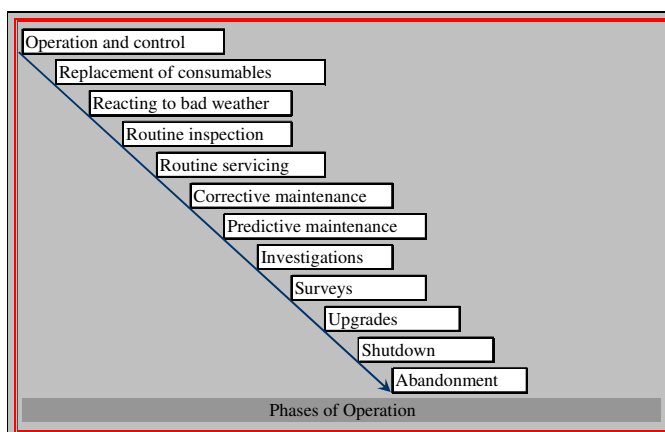 Operation and control
Replacement of consumables
Reacting to bad weather
Routine inspection
Routine servicing
Corrective maintenance
Predictive maintenance
Investigations
Surveys
Upgrades
Shutdown
Abandonment
Phases of Operation